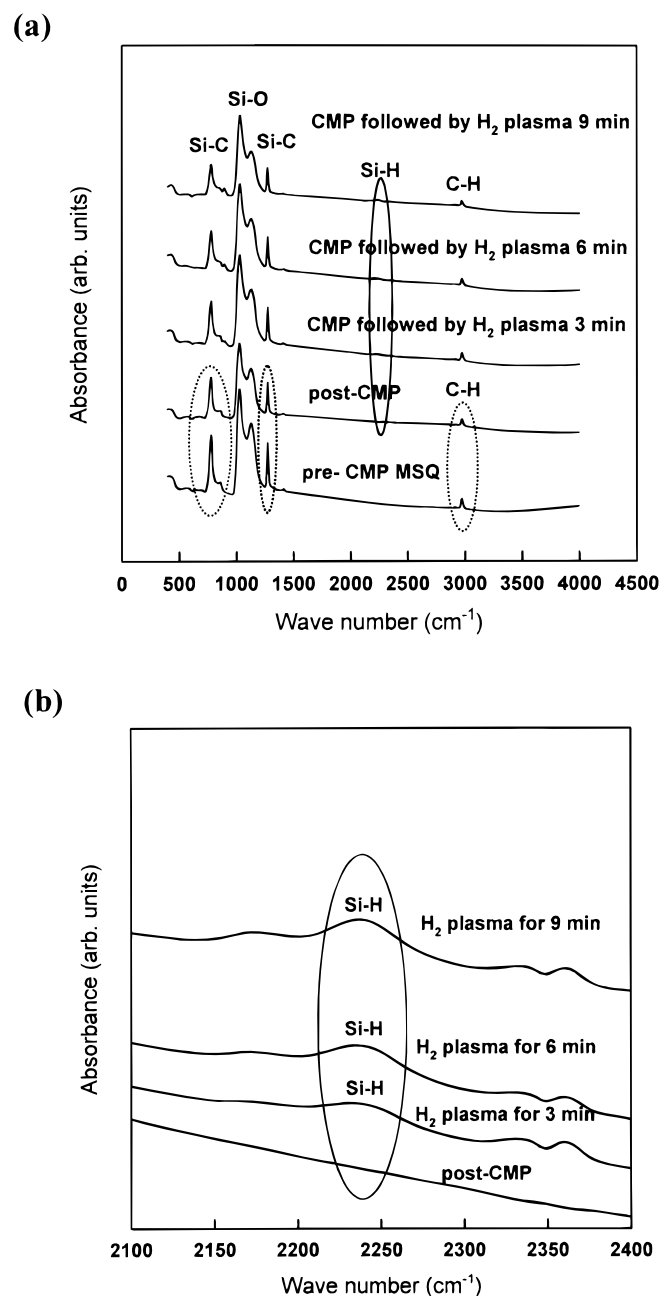 (a)
Si-O
CMP followed by H₂ plasma 9 min
Si-C
Si-C
Si-H
C-H
CMP followed by H₂ plasma 6 min
CMP followed by H₂ plasma 3 min
post-CMP
C-H
pre- CMP MSQ
Absorbance (arb. units)
0 500 1000 1500 2000 2500 3000 3500 4000 4500
Wave number (cm⁻¹)
(b)
Si-H
H₂ plasma for 9 min
Si-H
H₂ plasma for 6 min
Si-H
H₂ plasma for 3 min
post-CMP
Absorbance (arb. units)
2100 2150 2200 2250 2300 2350 2400
Wave number (cm⁻¹)